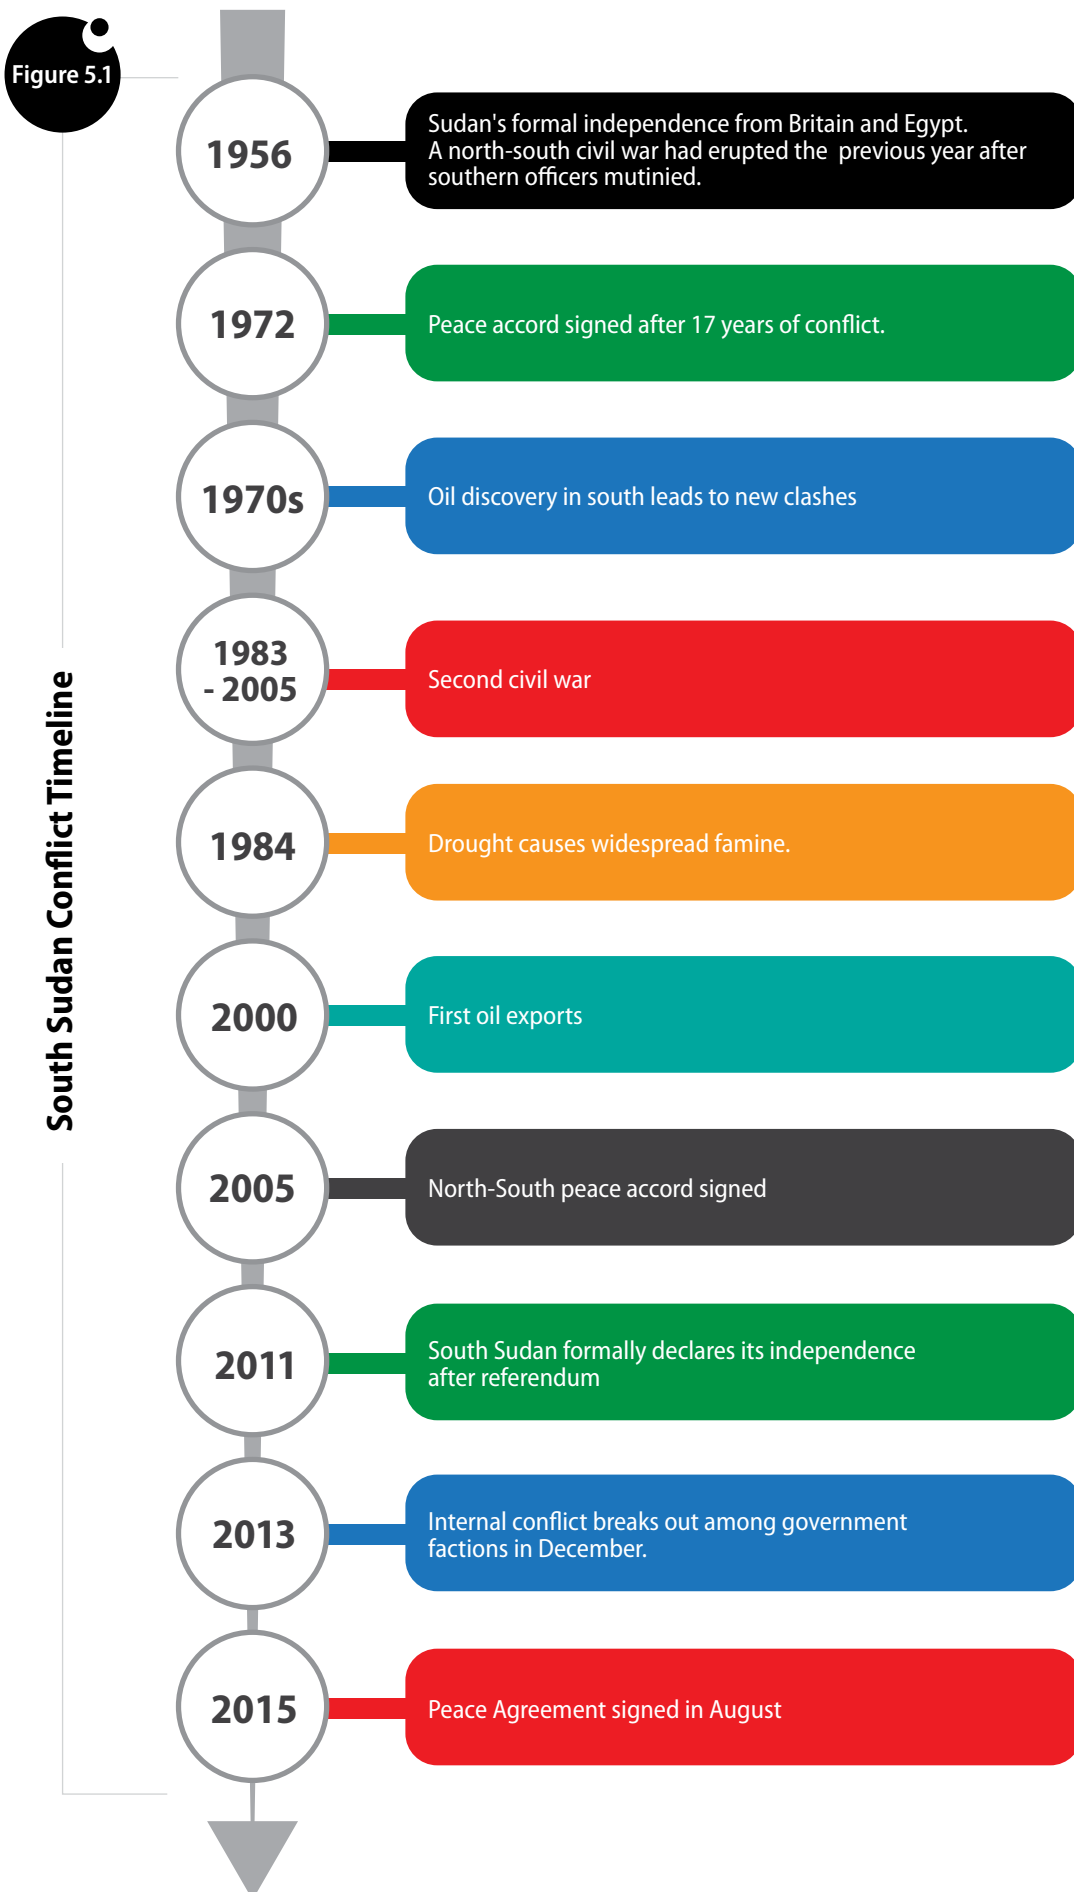 Figure 5.1
South Sudan Conflict Timeline
1956
Sudan's formal independence from Britain and Egypt.
A north-south civil war had erupted the previous year after
southern officers mutinied.
1972
Peace accord signed after 17 years of conflict.
1970s
Oil discovery in south leads to new clashes
1983
- 2005
Second civil war
1984
Drought causes widespread famine.
2000
First oil exports
2005
North-South peace accord signed
2011
South Sudan formally declares its independence
after referendum
2013
Internal conflict breaks out among government
factions in December.
2015
Peace Agreement signed in August